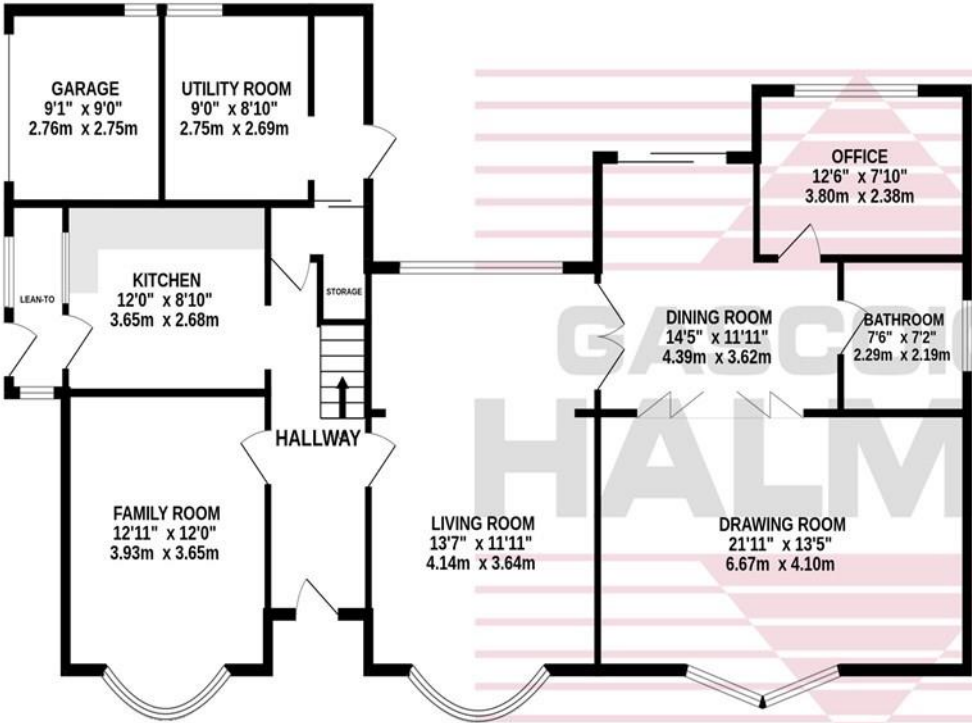 GARAGE
9'1" x 9'0"
2.76m x 2.75m
UTILITY ROOM
9'0" x 8'10"
2.75m x 2.69m
OFFICE
12'6" x 7'10"
3.80m x 2.38m
LEAN-TO
KITCHEN
12'0" x 8'10"
3.65m x 2.68m
STORAGE
DINING ROOM
14'5" x 11'11"
4.39m x 3.62m
BATHROOM
7'6" x 7'2"
2.29m x 2.19m
HALLWAY
FAMILY ROOM
12'11" x 12'0"
3.93m x 3.65m
LIVING ROOM
13'7" x 11'11"
4.14m x 3.64m
DRAWING ROOM
21'11" x 13'5"
6.67m x 4.10m
GASCOIG
HALM